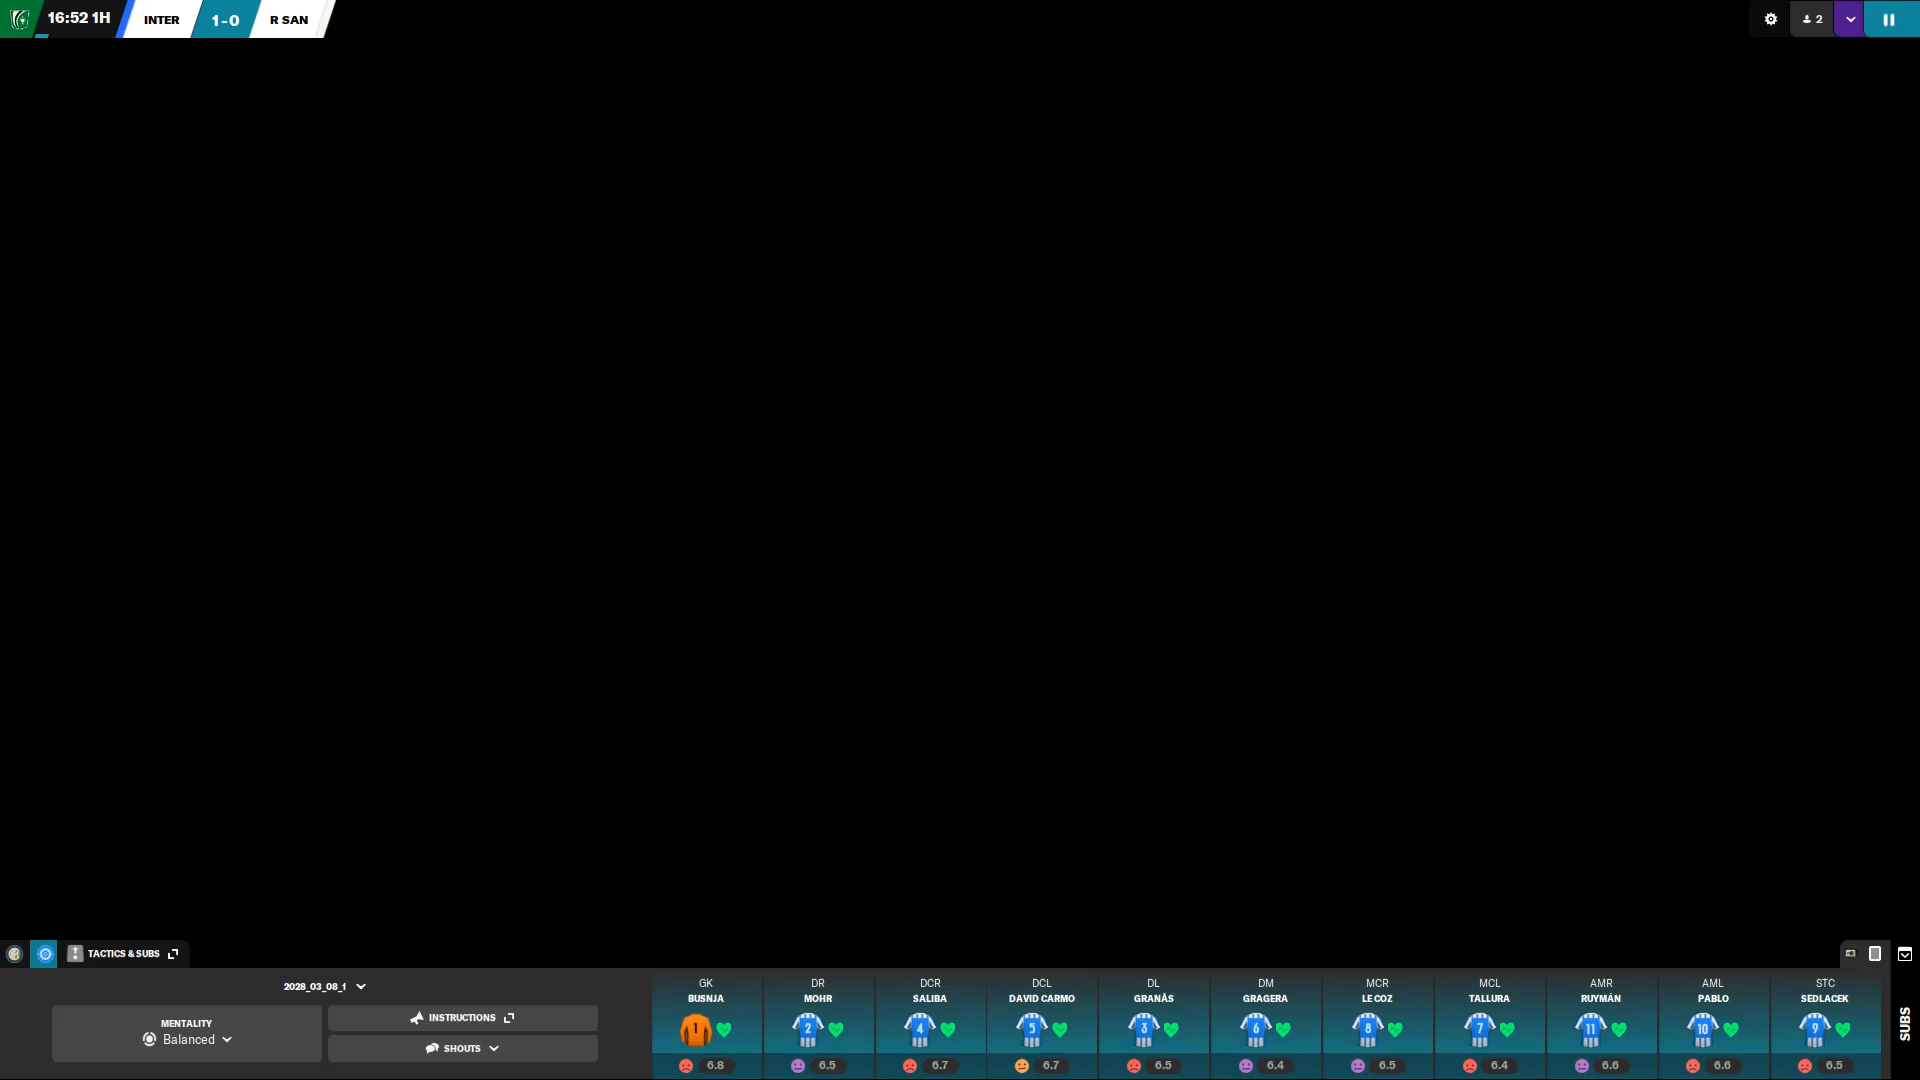 16:52 1H
INTER
1 - 0
R SAN
2
TACTICS & SUBS
2028_03_08_1
MENTALITY
Balanced
INSTRUCTIONS
SHOUTS
GK
BUSNJA
1
6.8
DR
MOHR
2
6.5
DCR
SALIBA
4
6.7
DCL
DAVID CARMO
5
6.7
DL
GRANÅS
3
6.5
DM
GRAGERA
6
6.4
MCR
LE COZ
8
6.5
MCL
TALLURA
7
6.4
AMR
RUYMÁN
11
6.6
AML
PABLO
10
6.6
STC
SEDLACEK
9
6.5
SUBS